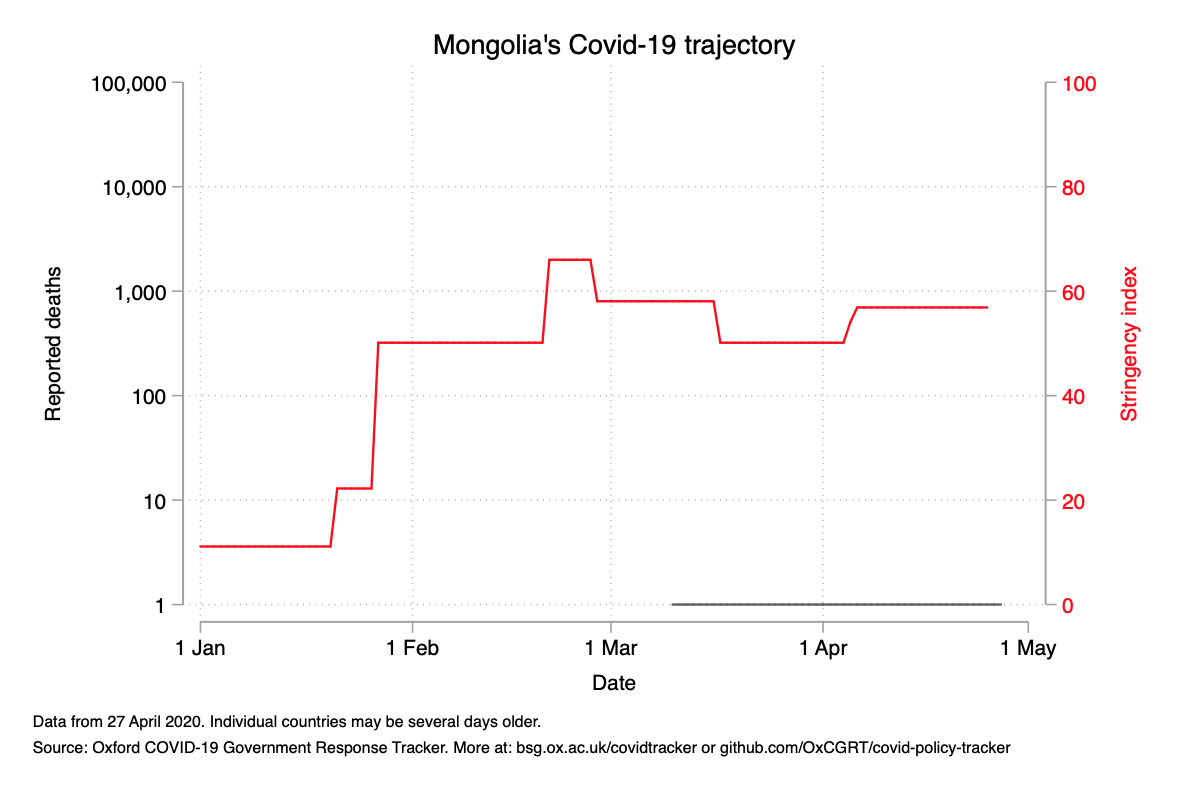 Mongolia's Covid-19 trajectory
100,000
10,000
1,000
100
10
1
Reported deaths
100
80
60
40
20
0
Stringency index
1 Jan
1 Feb
1 Mar
1 Apr
1 May
Date
Data from 27 April 2020. Individual countries may be several days older.
Source: Oxford COVID-19 Government Response Tracker. More at: bsg.ox.ac.uk/covidtracker or github.com/OxCGRT/covid-policy-tracker